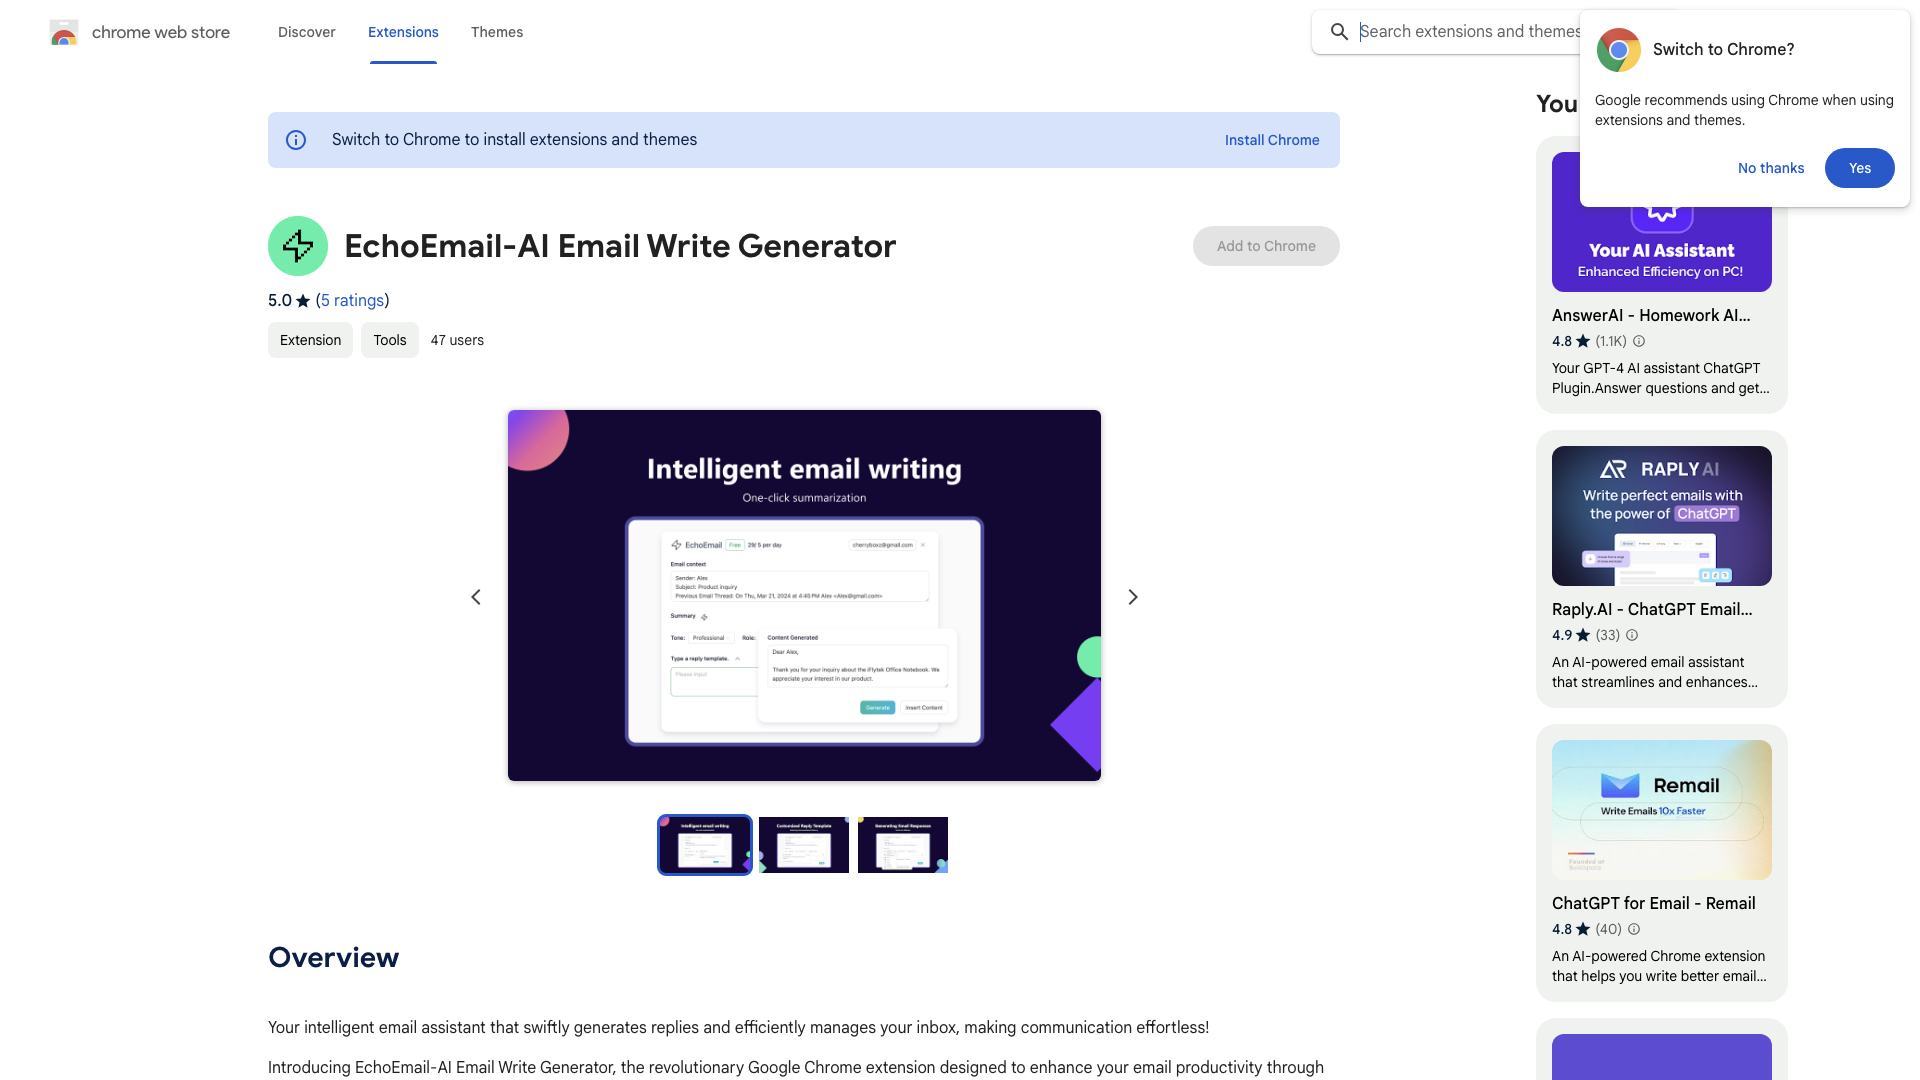 chrome web store
Discover
Extensions
Themes
Search extensions and themes
Switch to Chrome?
Google recommends using Chrome when using
extensions and themes.
No thanks
Yes
Switch to Chrome to install extensions and themes
Install Chrome
EchoEmail-AI Email Write Generator
Add to Chrome
5.0 ★ (5 ratings)
Extension
Tools
47 users
Intelligent email writing
One-click summarization
EchoEmail
Free
29/ 5 per day
cherryboxz@gmail.com
Email context
Sender: Alex
Subject: Product inquiry
Previous Email Thread: On Thu, Mar 21, 2024 at 4:45 PM Alex <Alex@gmail.com>
Summary
Tone:
Professional
Role:
Type a reply template.
Please input
Content Generated
Dear Alex,
Thank you for your inquiry about the iFlytek Office Notebook. We
appreciate your interest in our product.
Generate
Insert Content
Intelligent email writing
Customized Reply Template
Generating Email Responses
Overview
Your intelligent email assistant that swiftly generates replies and efficiently manages your inbox, making communication effortless!
Introducing EchoEmail-AI Email Write Generator, the revolutionary Google Chrome extension designed to enhance your email productivity through
You
Your AI Assistant
Enhanced Efficiency on PC!
AnswerAI - Homework AI...
4.8 ★ (1.1K)
Your GPT-4 AI assistant ChatGPT
Plugin.Answer questions and get...
RAPLY AI
Write perfect emails with
the power of ChatGPT
Raply.AI - ChatGPT Email...
4.9 ★ (33)
An AI-powered email assistant
that streamlines and enhances...
Remail
Write Emails 10x Faster
ChatGPT for Email - Remail
4.8 ★ (40)
An AI-powered Chrome extension
that helps you write better email...